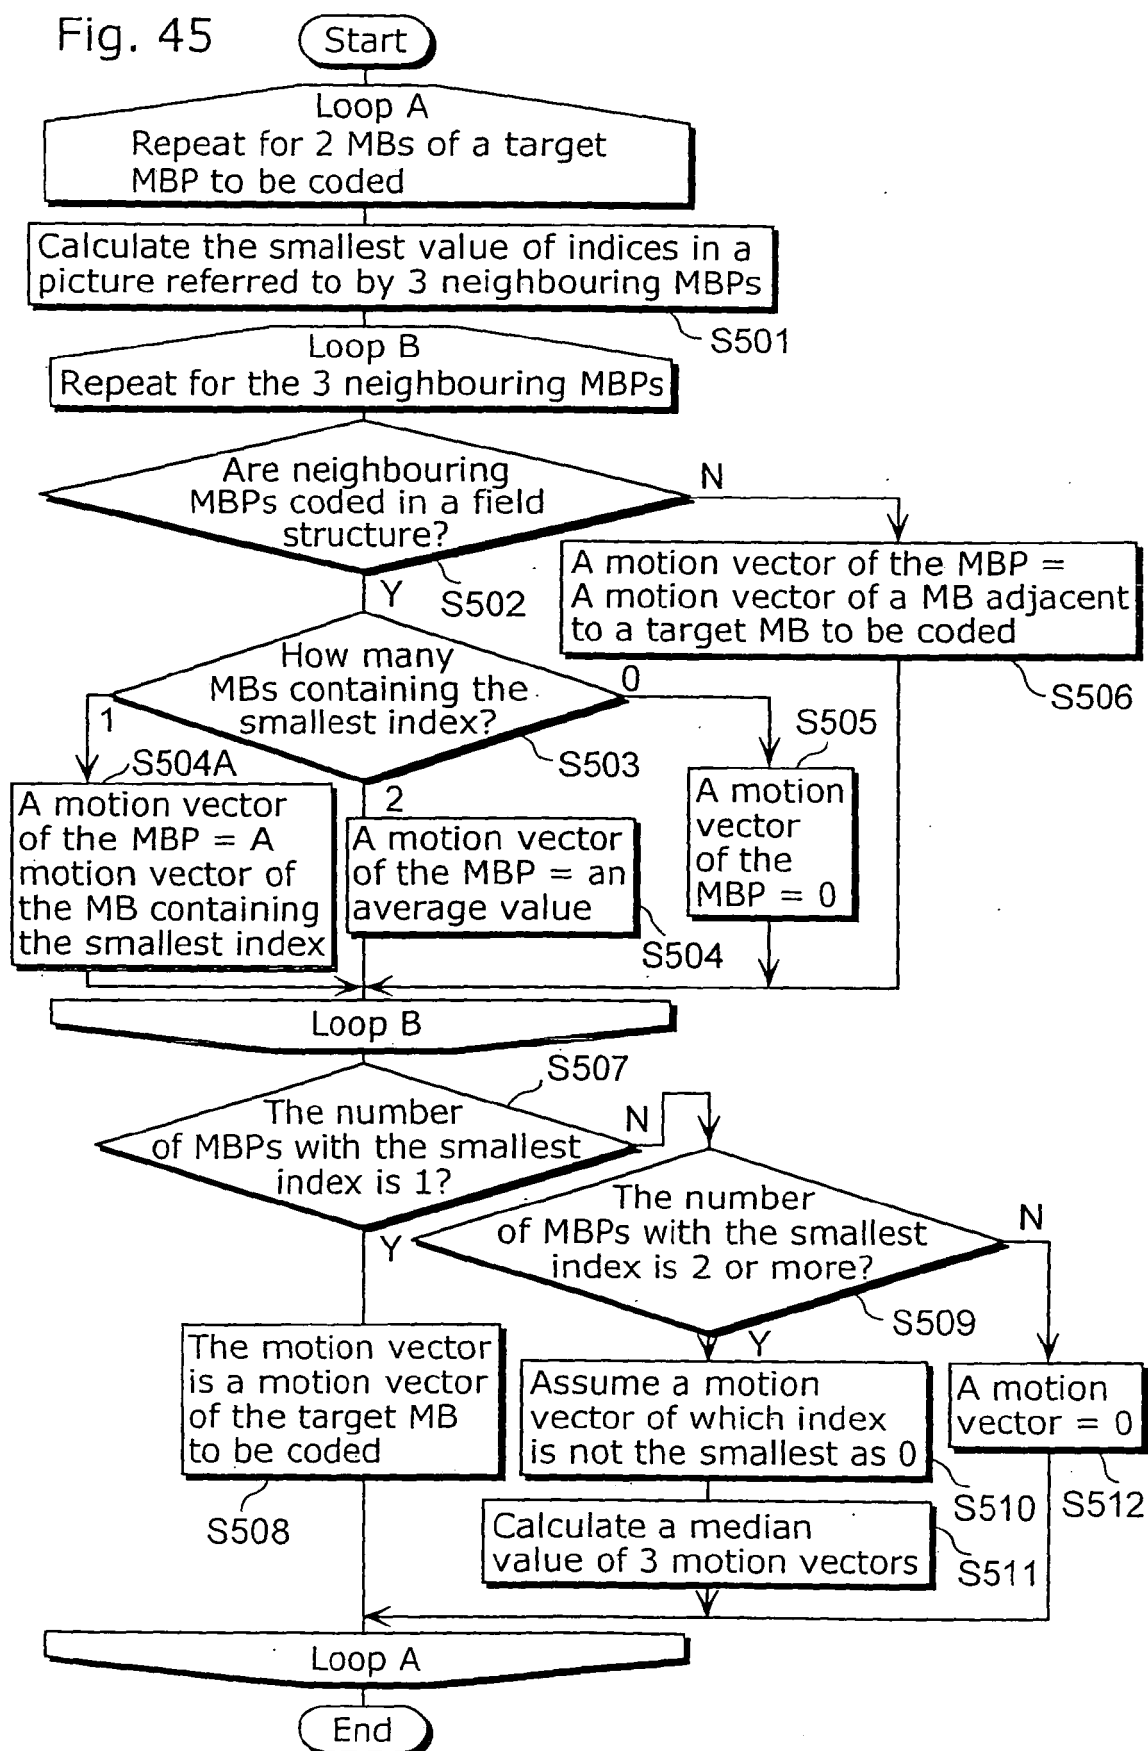 Fig. 45
Start
Loop A
Repeat for 2 MBs of a target
MBP to be coded
Calculate the smallest value of indices in a
picture referred to by 3 neighbouring MBPs
S501
Loop B
Repeat for the 3 neighbouring MBPs
Are neighbouring
MBPs coded in a field
structure?
N
Y
S502
A motion vector of the MBP =
A motion vector of a MB adjacent
to a target MB to be coded
S506
How many
MBs containing the
smallest index?
0
1
2
S503
S505
S504A
A motion vector
of the MBP = A
motion vector of
the MB containing
the smallest index
A motion vector
of the MBP = an
average value
S504
A motion
vector
of the
MBP = 0
Loop B
S507
The number
of MBPs with the smallest
index is 1?
N
Y
The number
of MBPs with the smallest
index is 2 or more?
N
S509
Y
The motion vector
is a motion vector
of the target MB
to be coded
S508
Assume a motion
vector of which index
is not the smallest as 0
S510
A motion
vector = 0
S512
Calculate a median
value of 3 motion vectors
S511
Loop A
End